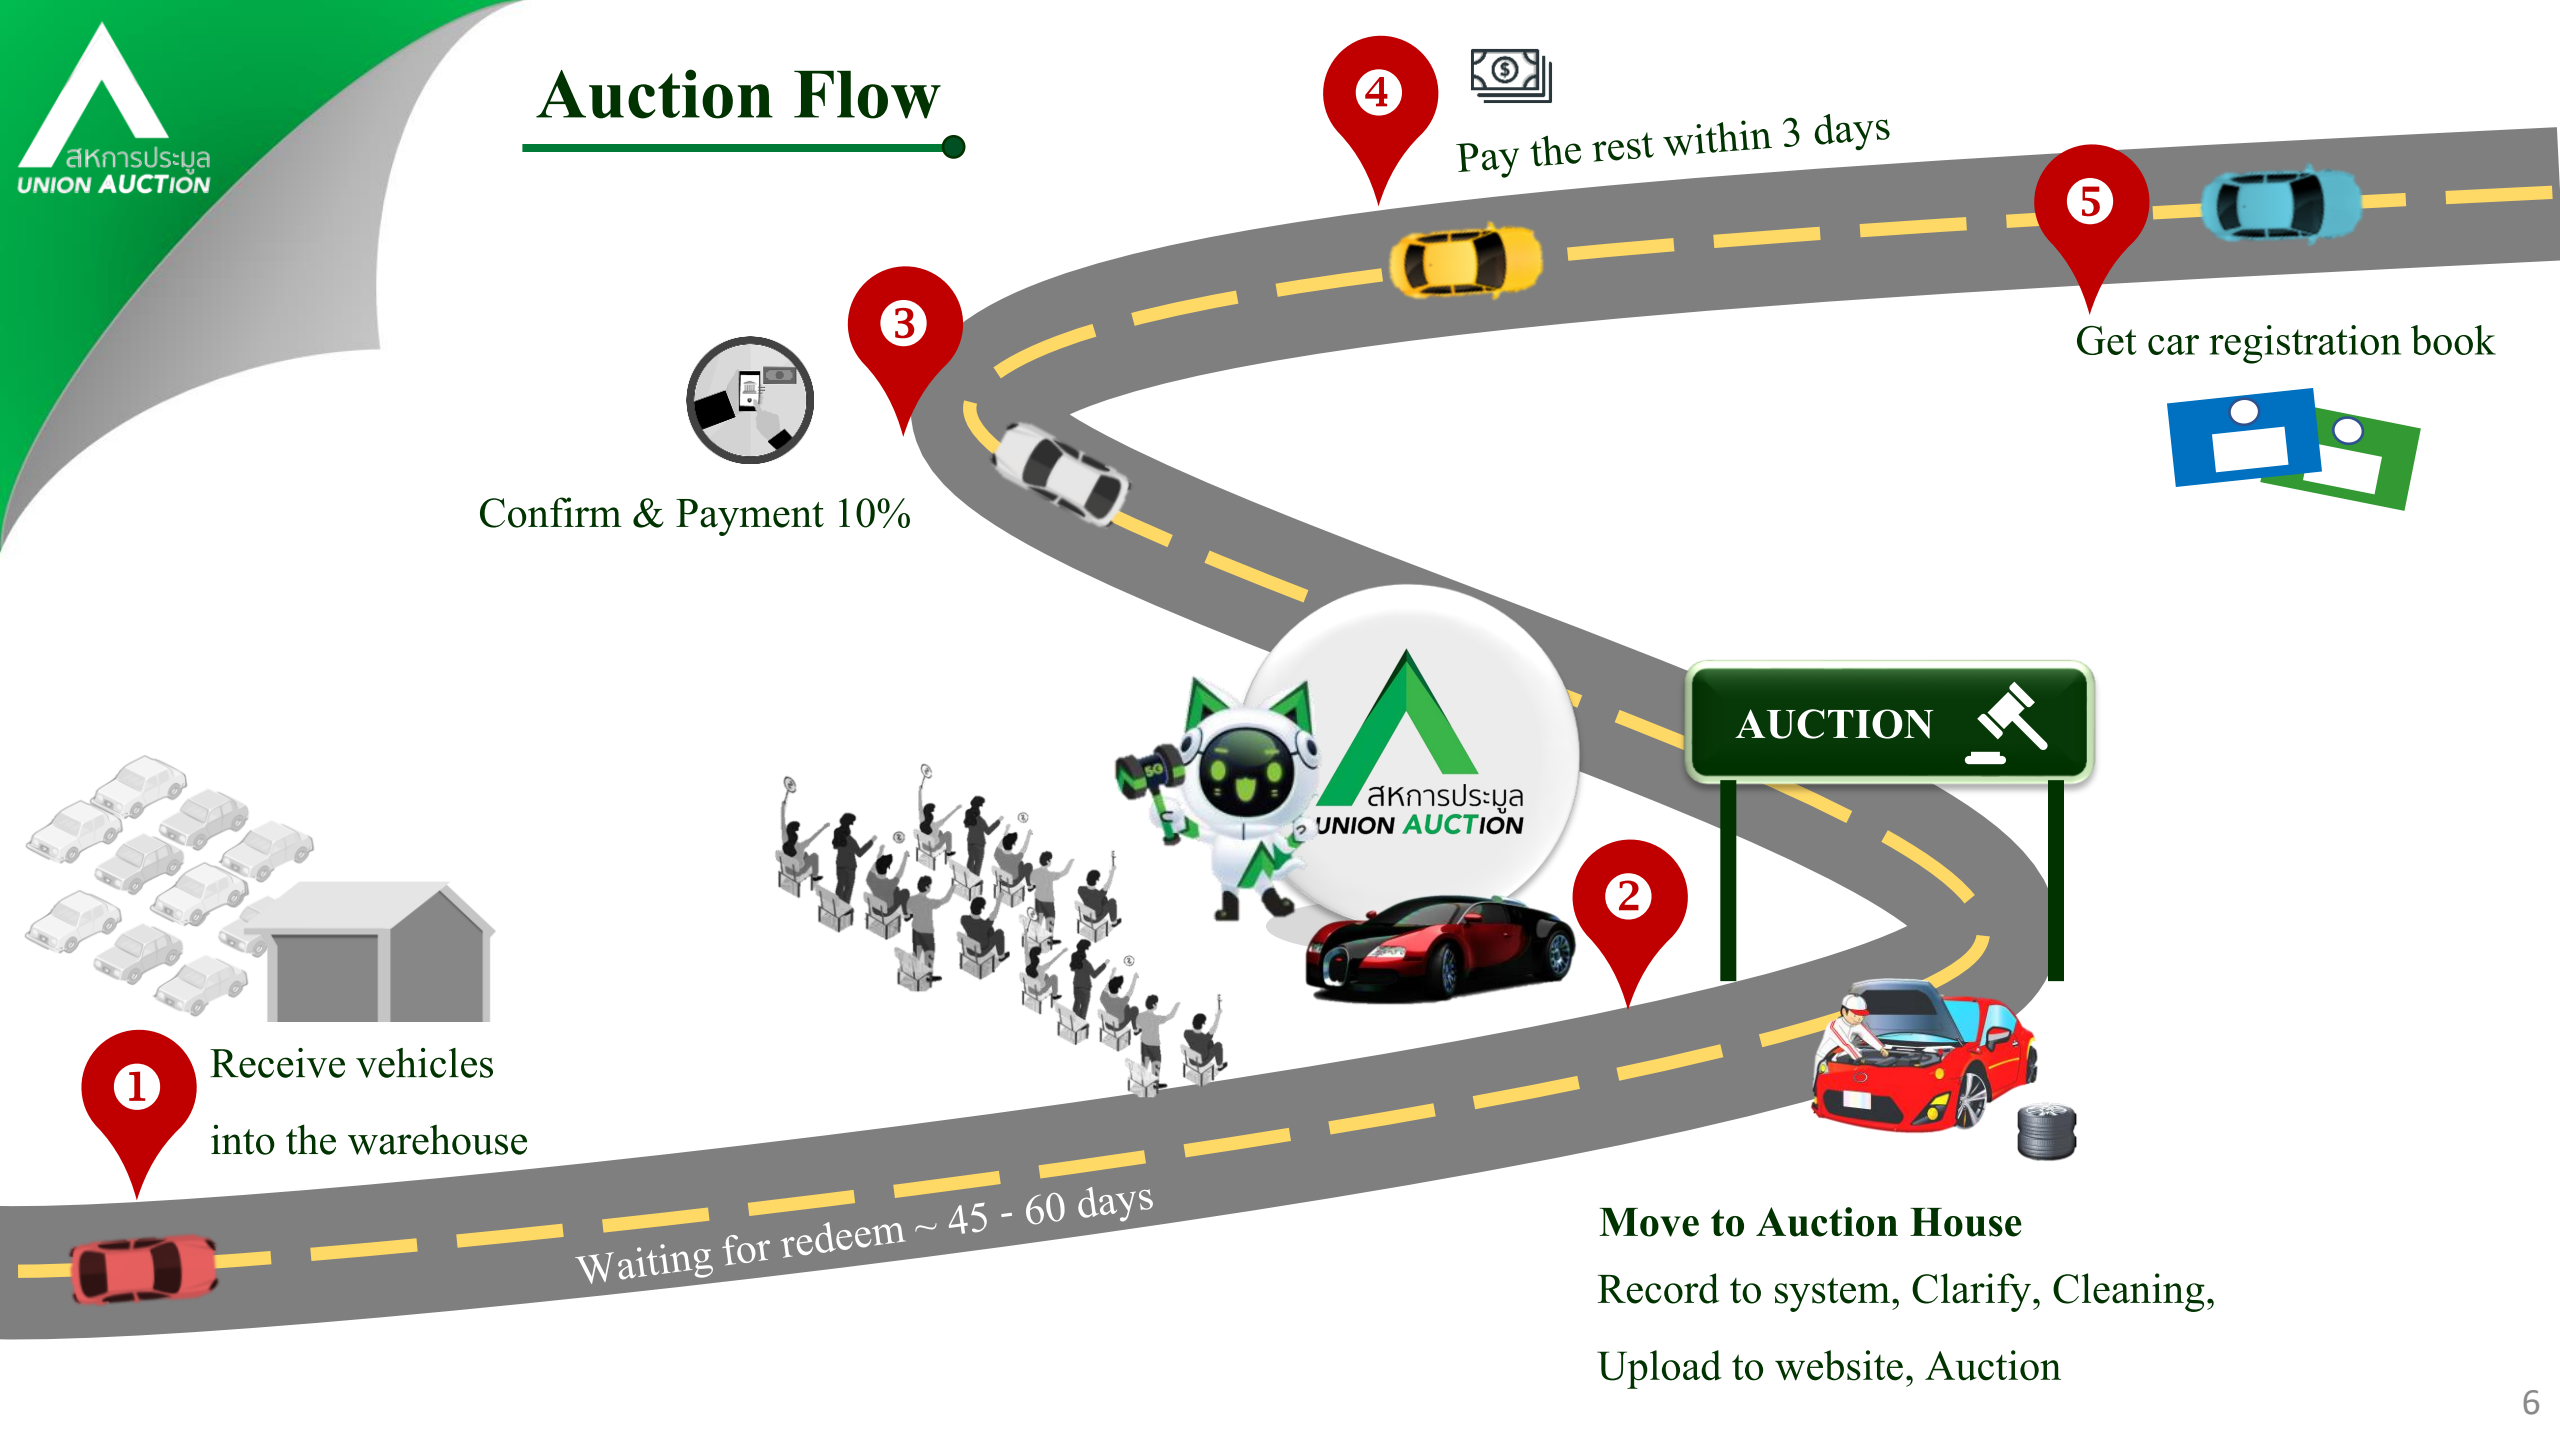 สหการประมูล
UNION AUCTION
Auction Flow
4
Pay the rest within 3 days
5
Get car registration book
3
Confirm & Payment 10%
AUCTION
5G
สหการประมูล
UNION AUCTION
2
1
Receive vehicles
into the warehouse
Waiting for redeem ~ 45 - 60 days
Move to Auction House
Record to system, Clarify, Cleaning,
Upload to website, Auction
6